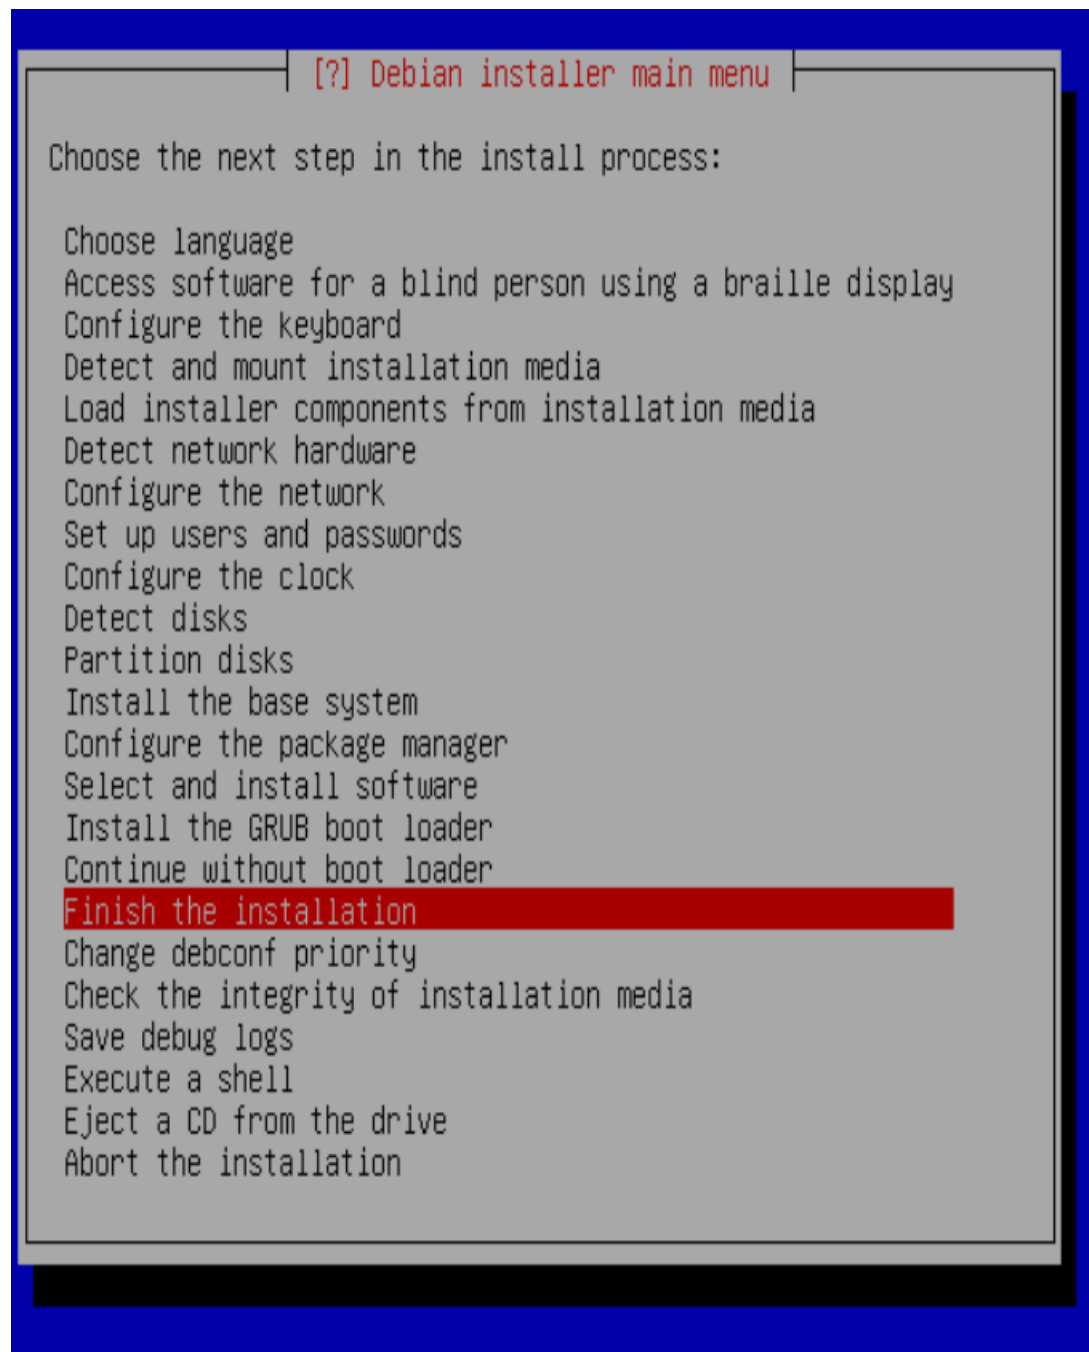 [?] Debian installer main menu
Choose the next step in the install process:
Choose language
Access software for a blind person using a braille display
Configure the keyboard
Detect and mount installation media
Load installer components from installation media
Detect network hardware
Configure the network
Set up users and passwords
Configure the clock
Detect disks
Partition disks
Install the base system
Configure the package manager
Select and install software
Install the GRUB boot loader
Continue without boot loader
Finish the installation
Change debconf priority
Check the integrity of installation media
Save debug logs
Execute a shell
Eject a CD from the drive
Abort the installation